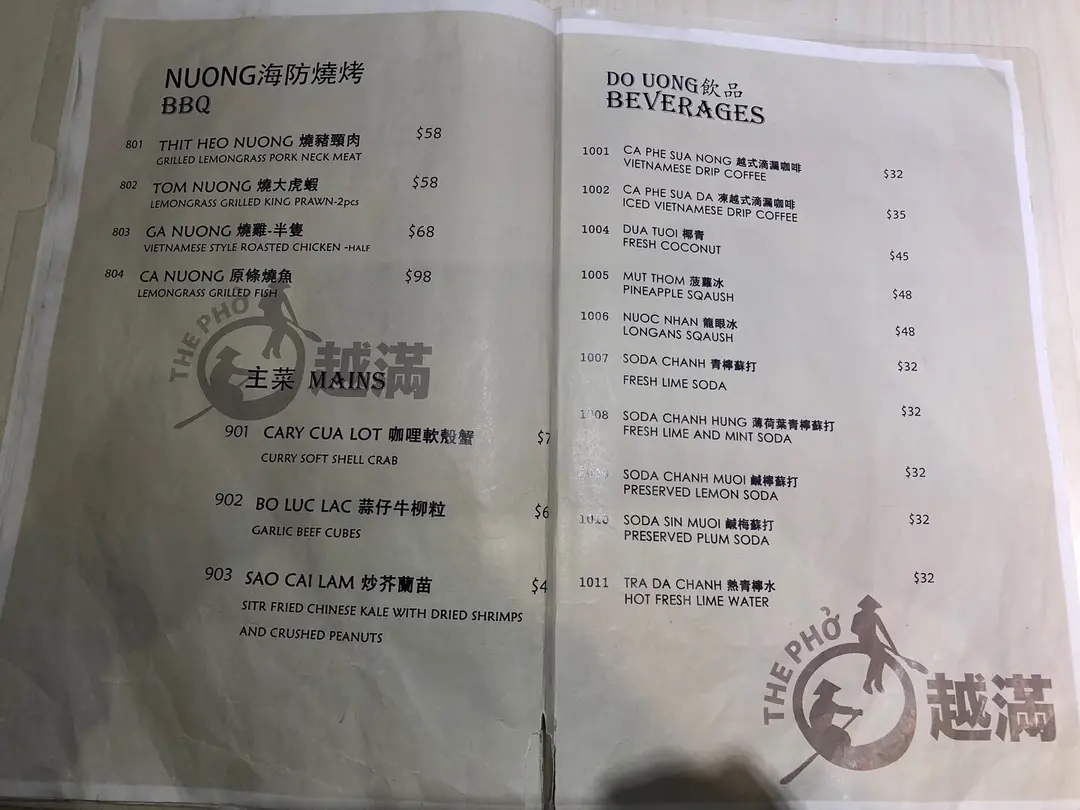 NUONG海防燒烤
BBQ
801 THIT HEO NUONG 燒豬頸肉 $58
GRILLED LEMONGRASS PORK NECK MEAT
802 TOM NUONG 燒大虎蝦 $58
LEMONGRASS GRILLED KING PRAWN-2pcs
803 GA NUONG 燒雞-半隻 $68
VIETNAMESE STYLE ROASTED CHICKEN -HALF
804 CA NUONG 原條燒魚 $98
LEMONGRASS GRILLED FISH
THE PHỞ 越滿
主菜 MAINS
901 CARY CUA LOT 咖哩軟殼蟹 $7
CURRY SOFT SHELL CRAB
902 BO LUC LAC 蒜仔牛柳粒 $6
GARLIC BEEF CUBES
903 SAO CAI LAM 炒芥蘭苗 $4
SITR FRIED CHINESE KALE WITH DRIED SHRIMPS
AND CRUSHED PEANUTS
DO UONG飲品
BEVERAGES
1001 CA PHE SUA NONG 越式滴漏咖啡
VIETNAMESE DRIP COFFEE $32
1002 CA PHE SUA DA 凍越式滴漏咖啡
ICED VIETNAMESE DRIP COFFEE $35
1004 DUA TUOI 椰青
FRESH COCONUT $45
1005 MUT THOM 菠蘿冰
PINEAPPLE SQAUSH $48
1006 NUOC NHAN 龍眼冰
LONGANS SQAUSH $48
1007 SODA CHANH 青檸蘇打 $32
FRESH LIME SODA
1008 SODA CHANH HUNG 薄荷葉青檸蘇打 $32
FRESH LIME AND MINT SODA
SODA CHANH MUOI 鹹檸蘇打 $32
PRESERVED LEMON SODA
1010 SODA SIN MUOI 鹹梅蘇打 $32
PRESERVED PLUM SODA
1011 TRA DA CHANH 熱青檸水 $32
HOT FRESH LIME WATER
THE PHỞ 越滿